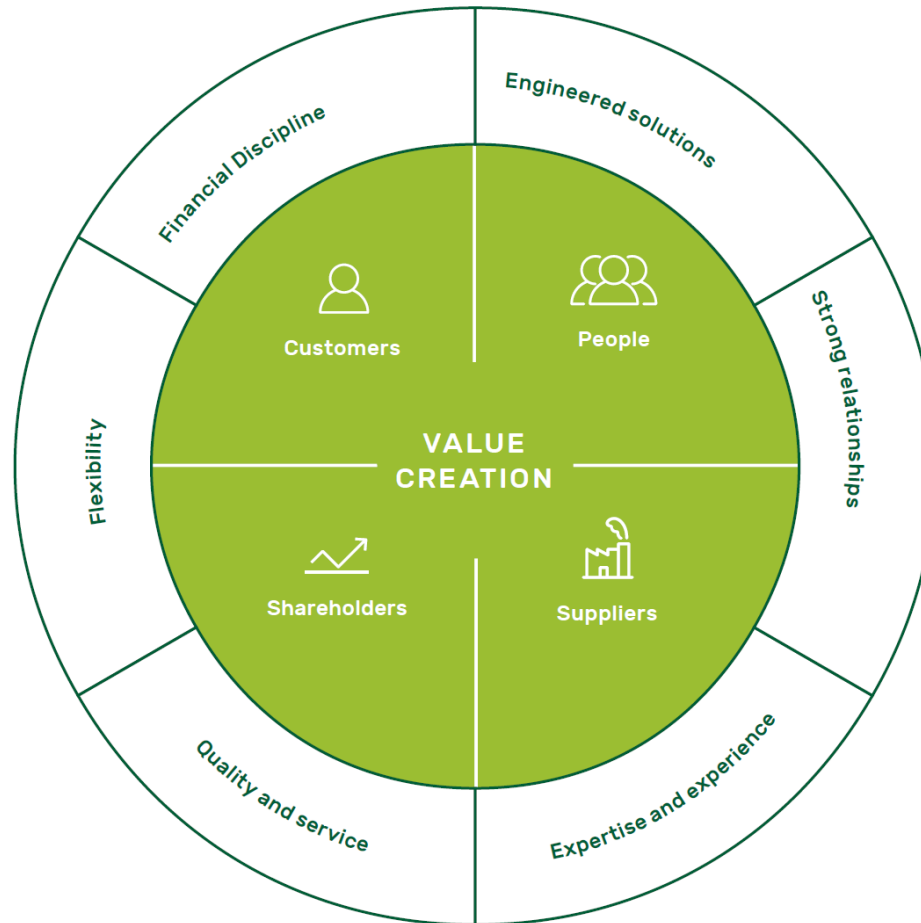 Financial Discipline
Engineered solutions
Strong relationships
Expertise and experience
Quality and service
Flexibility
Customers
People
VALUE
CREATION
Shareholders
Suppliers